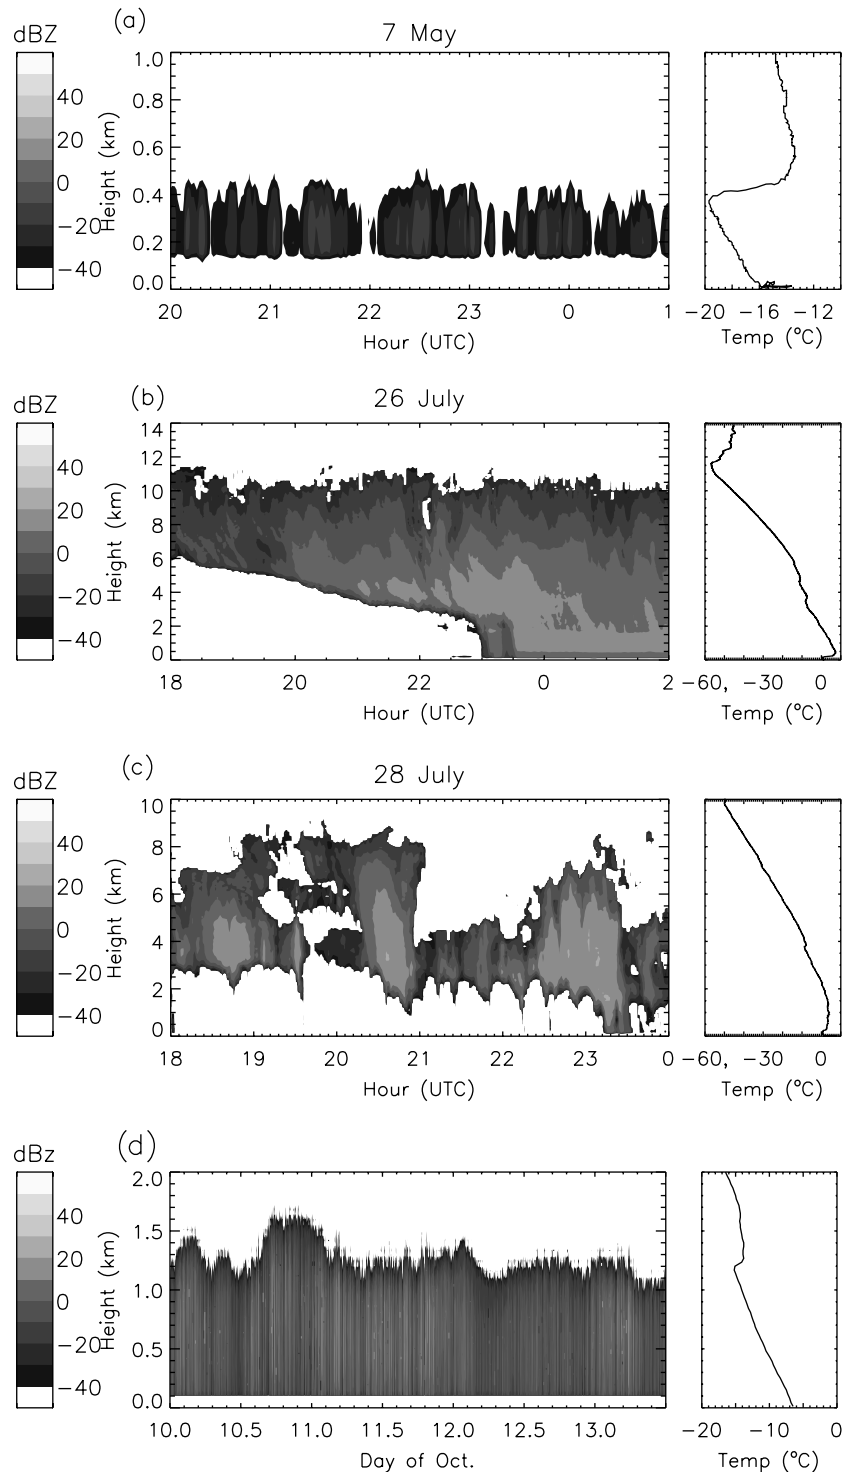 (a)
dBZ 7 May
40
20
0
−20
−40
Height (km)
1.0
0.8
0.6
0.4
0.2
0.0
20 21 22 23 0 1
Hour (UTC)
−20 −16 −12
Temp (°C)
(b)
dBZ 26 July
40
20
0
−20
−40
Height (km)
14
12
10
8
6
4
2
0
18 20 22 0 2
Hour (UTC)
−60, −30 0
Temp (°C)
(c)
dBZ 28 July
40
20
0
−20
−40
Height (km)
10
8
6
4
2
0
18 19 20 21 22 23 0
Hour (UTC)
−60, −30 0
Temp (°C)
(d)
dBz
40
20
0
−20
−40
Height (km)
2.0
1.5
1.0
0.5
0.0
10.0 10.5 11.0 11.5 12.0 12.5 13.0
Day of Oct.
−20 −10 0
Temp (°C)